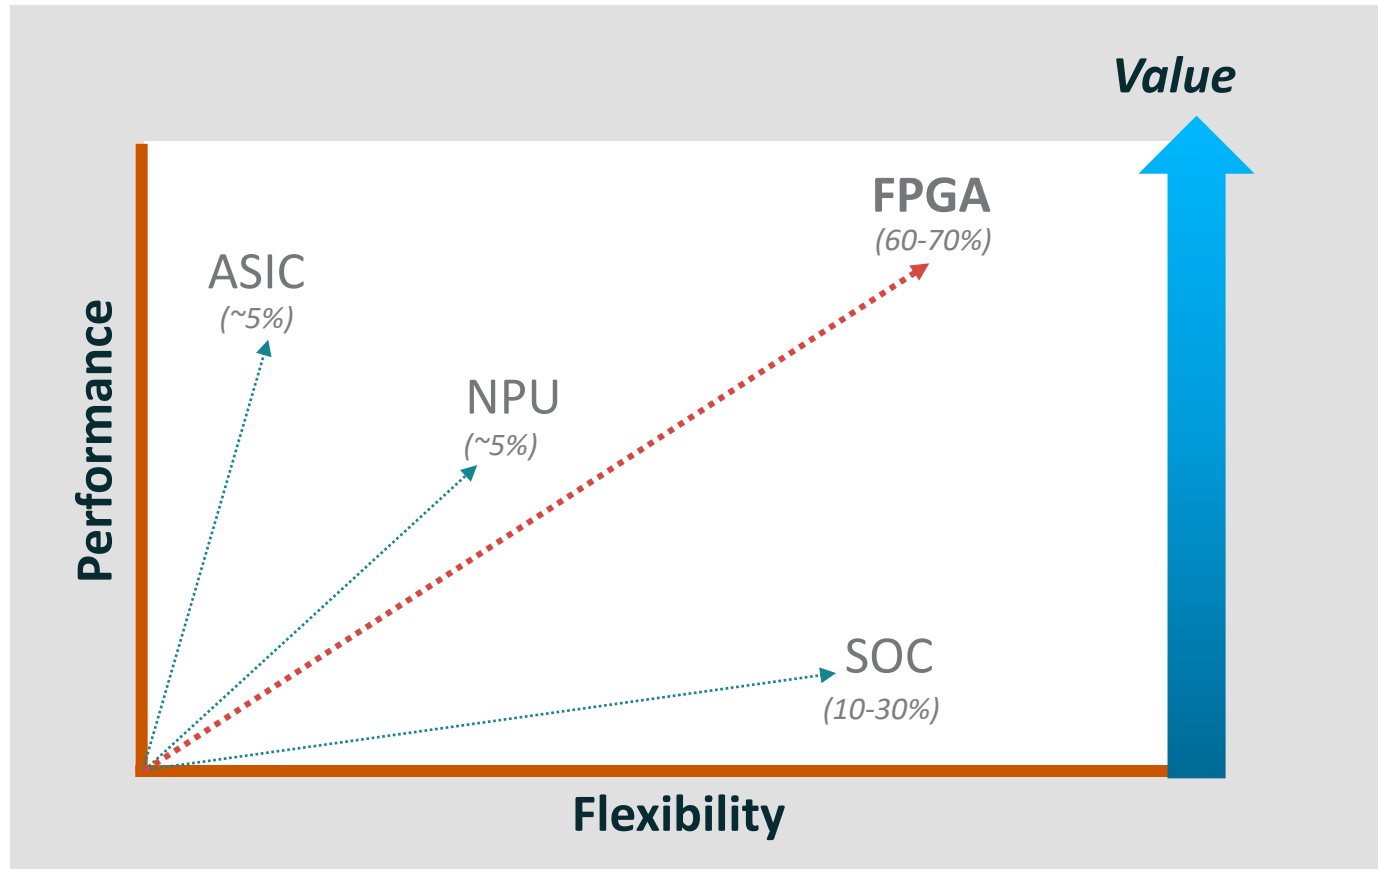 Value
FPGA
(60-70%)
ASIC
(~5%)
NPU
(~5%)
SOC
(10-30%)
Performance
Flexibility